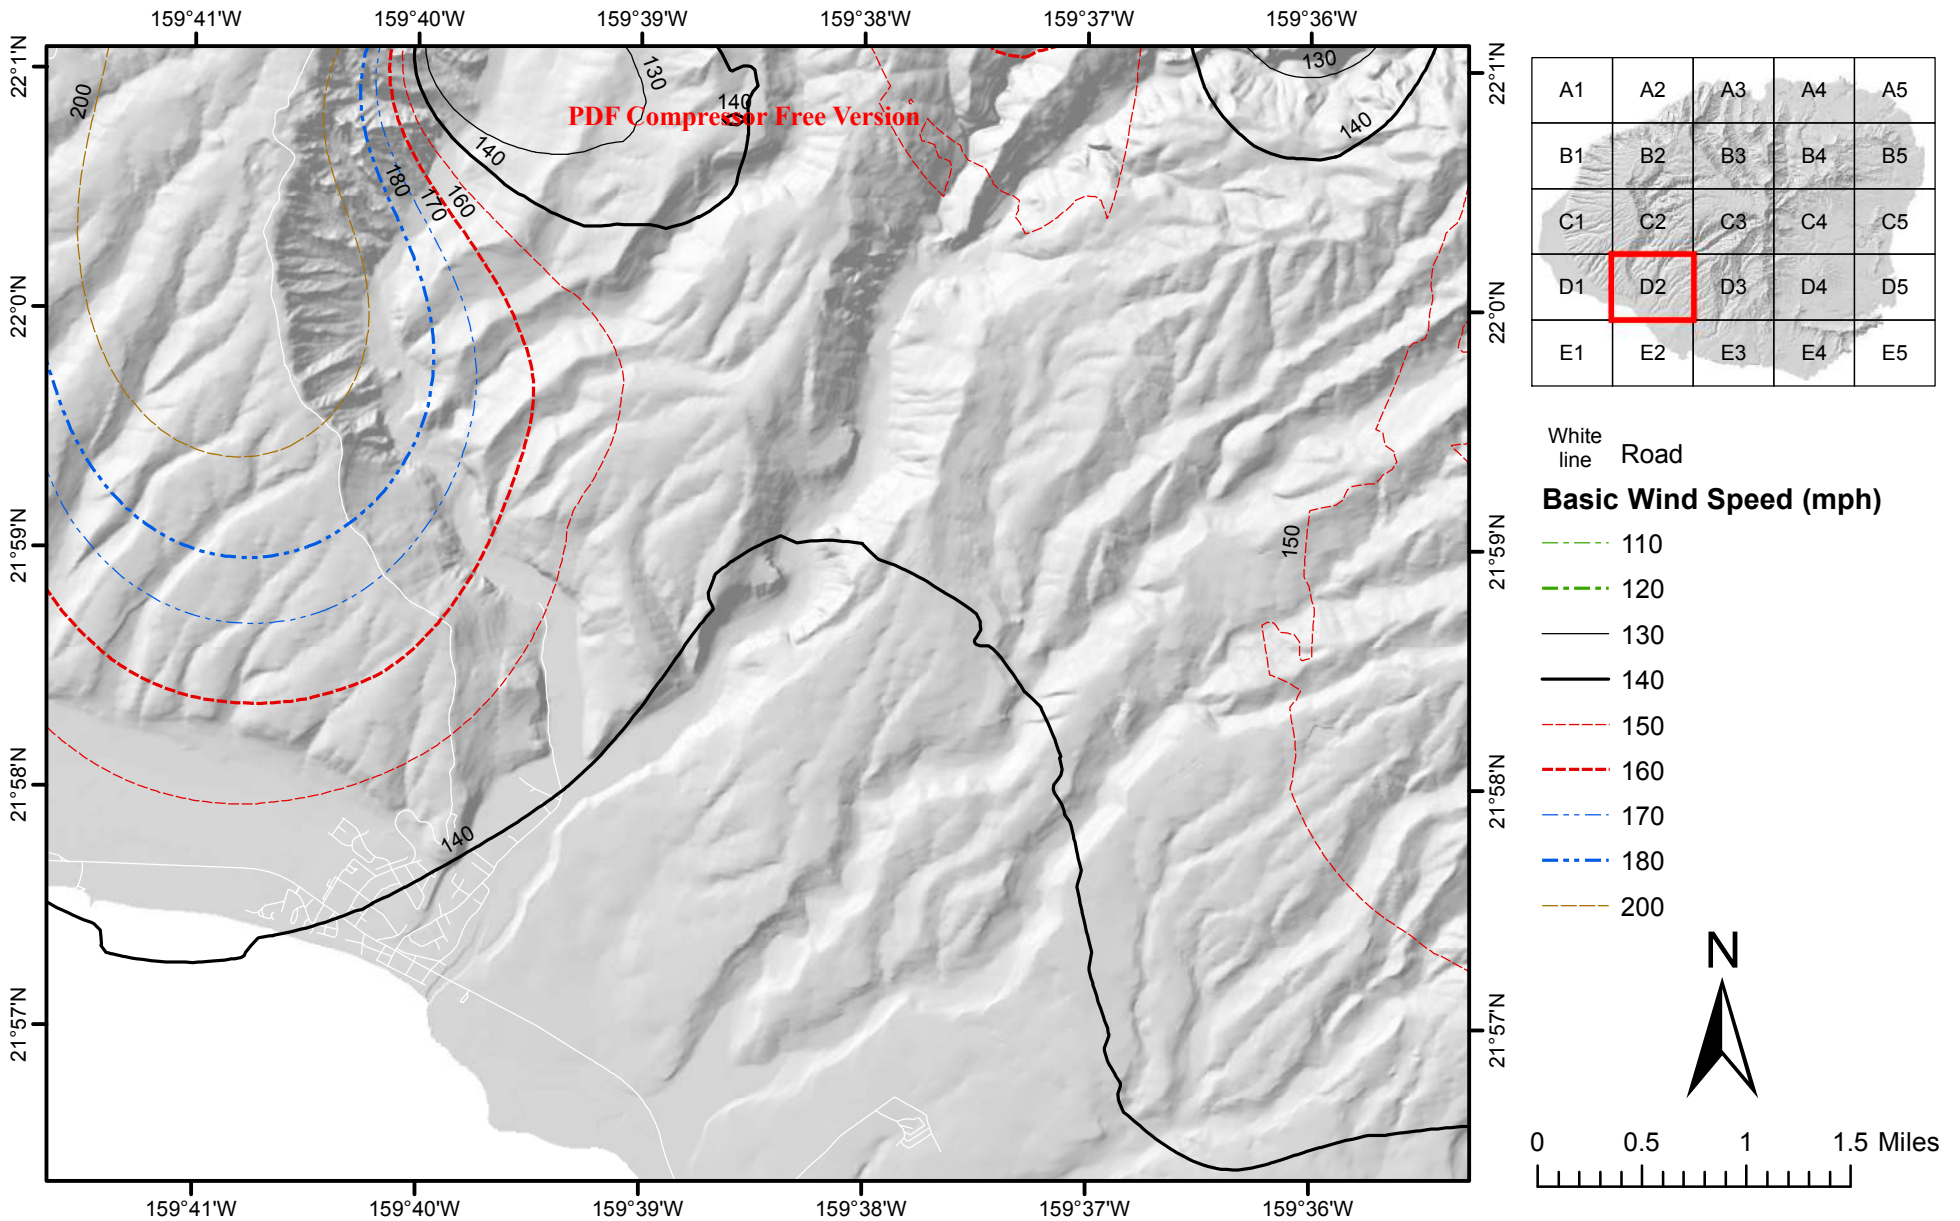 159°41'W 159°40'W 159°39'W 159°38'W 159°37'W 159°36'W
22°1'N
22°0'N
21°59'N
21°58'N
21°57'N
200
130
140
140
PDF Compressor Free Version
130
140
180
170
160
150
140
22°1'N
22°0'N
21°59'N
21°58'N
21°57'N
159°41'W 159°40'W 159°39'W 159°38'W 159°37'W 159°36'W
A1 A2 A3 A4 A5
B1 B2 B3 B4 B5
C1 C2 C3 C4 C5
D1 D2 D3 D4 D5
E1 E2 E3 E4 E5
White
line
Road
Basic Wind Speed (mph)
110
120
130
140
150
160
170
180
200
N
0 0.5 1 1.5 Miles